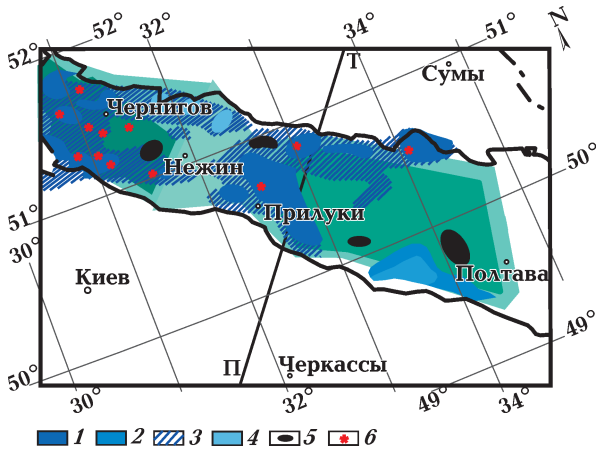 52° 32° 34° 51° N
52°
Т
Сумы
Чернигов
50°
Нежин
Прилуки
51°
30°
Киев
Полтава
49°
П
Черкассы
50°
30° 32° 49° 34°
1 2 3 4 5 6